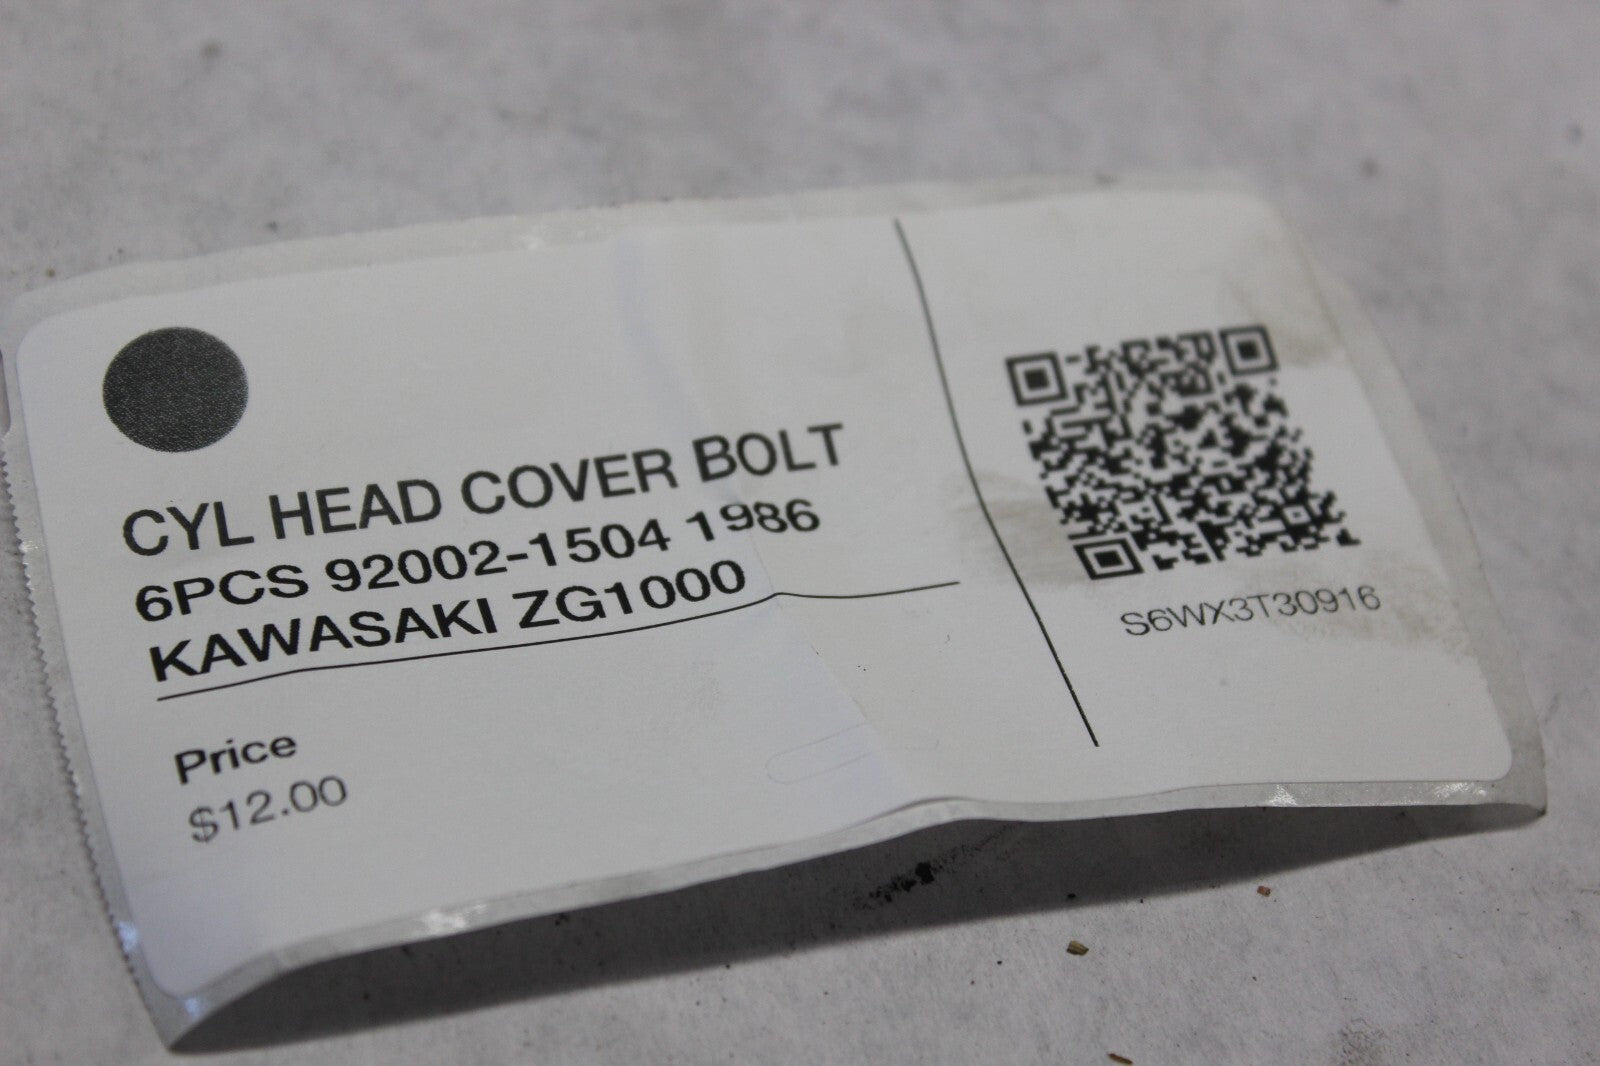 CYL HEAD COVER BOLT
6PCS 92002-1504 1986
KAWASAKI ZG1000
Price
$12.00
S6WX3T30916